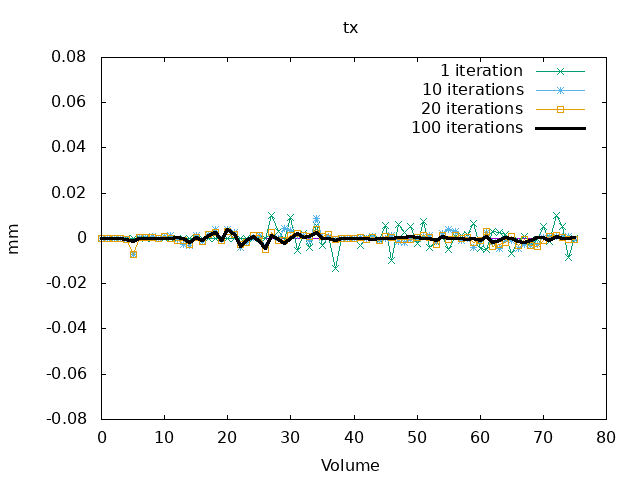 tx
0.08
0.06
0.04
0.02
0
-0.02
-0.04
-0.06
-0.08
mm
1 iteration
10 iterations
20 iterations
100 iterations
0 10 20 30 40 50 60 70 80
Volume